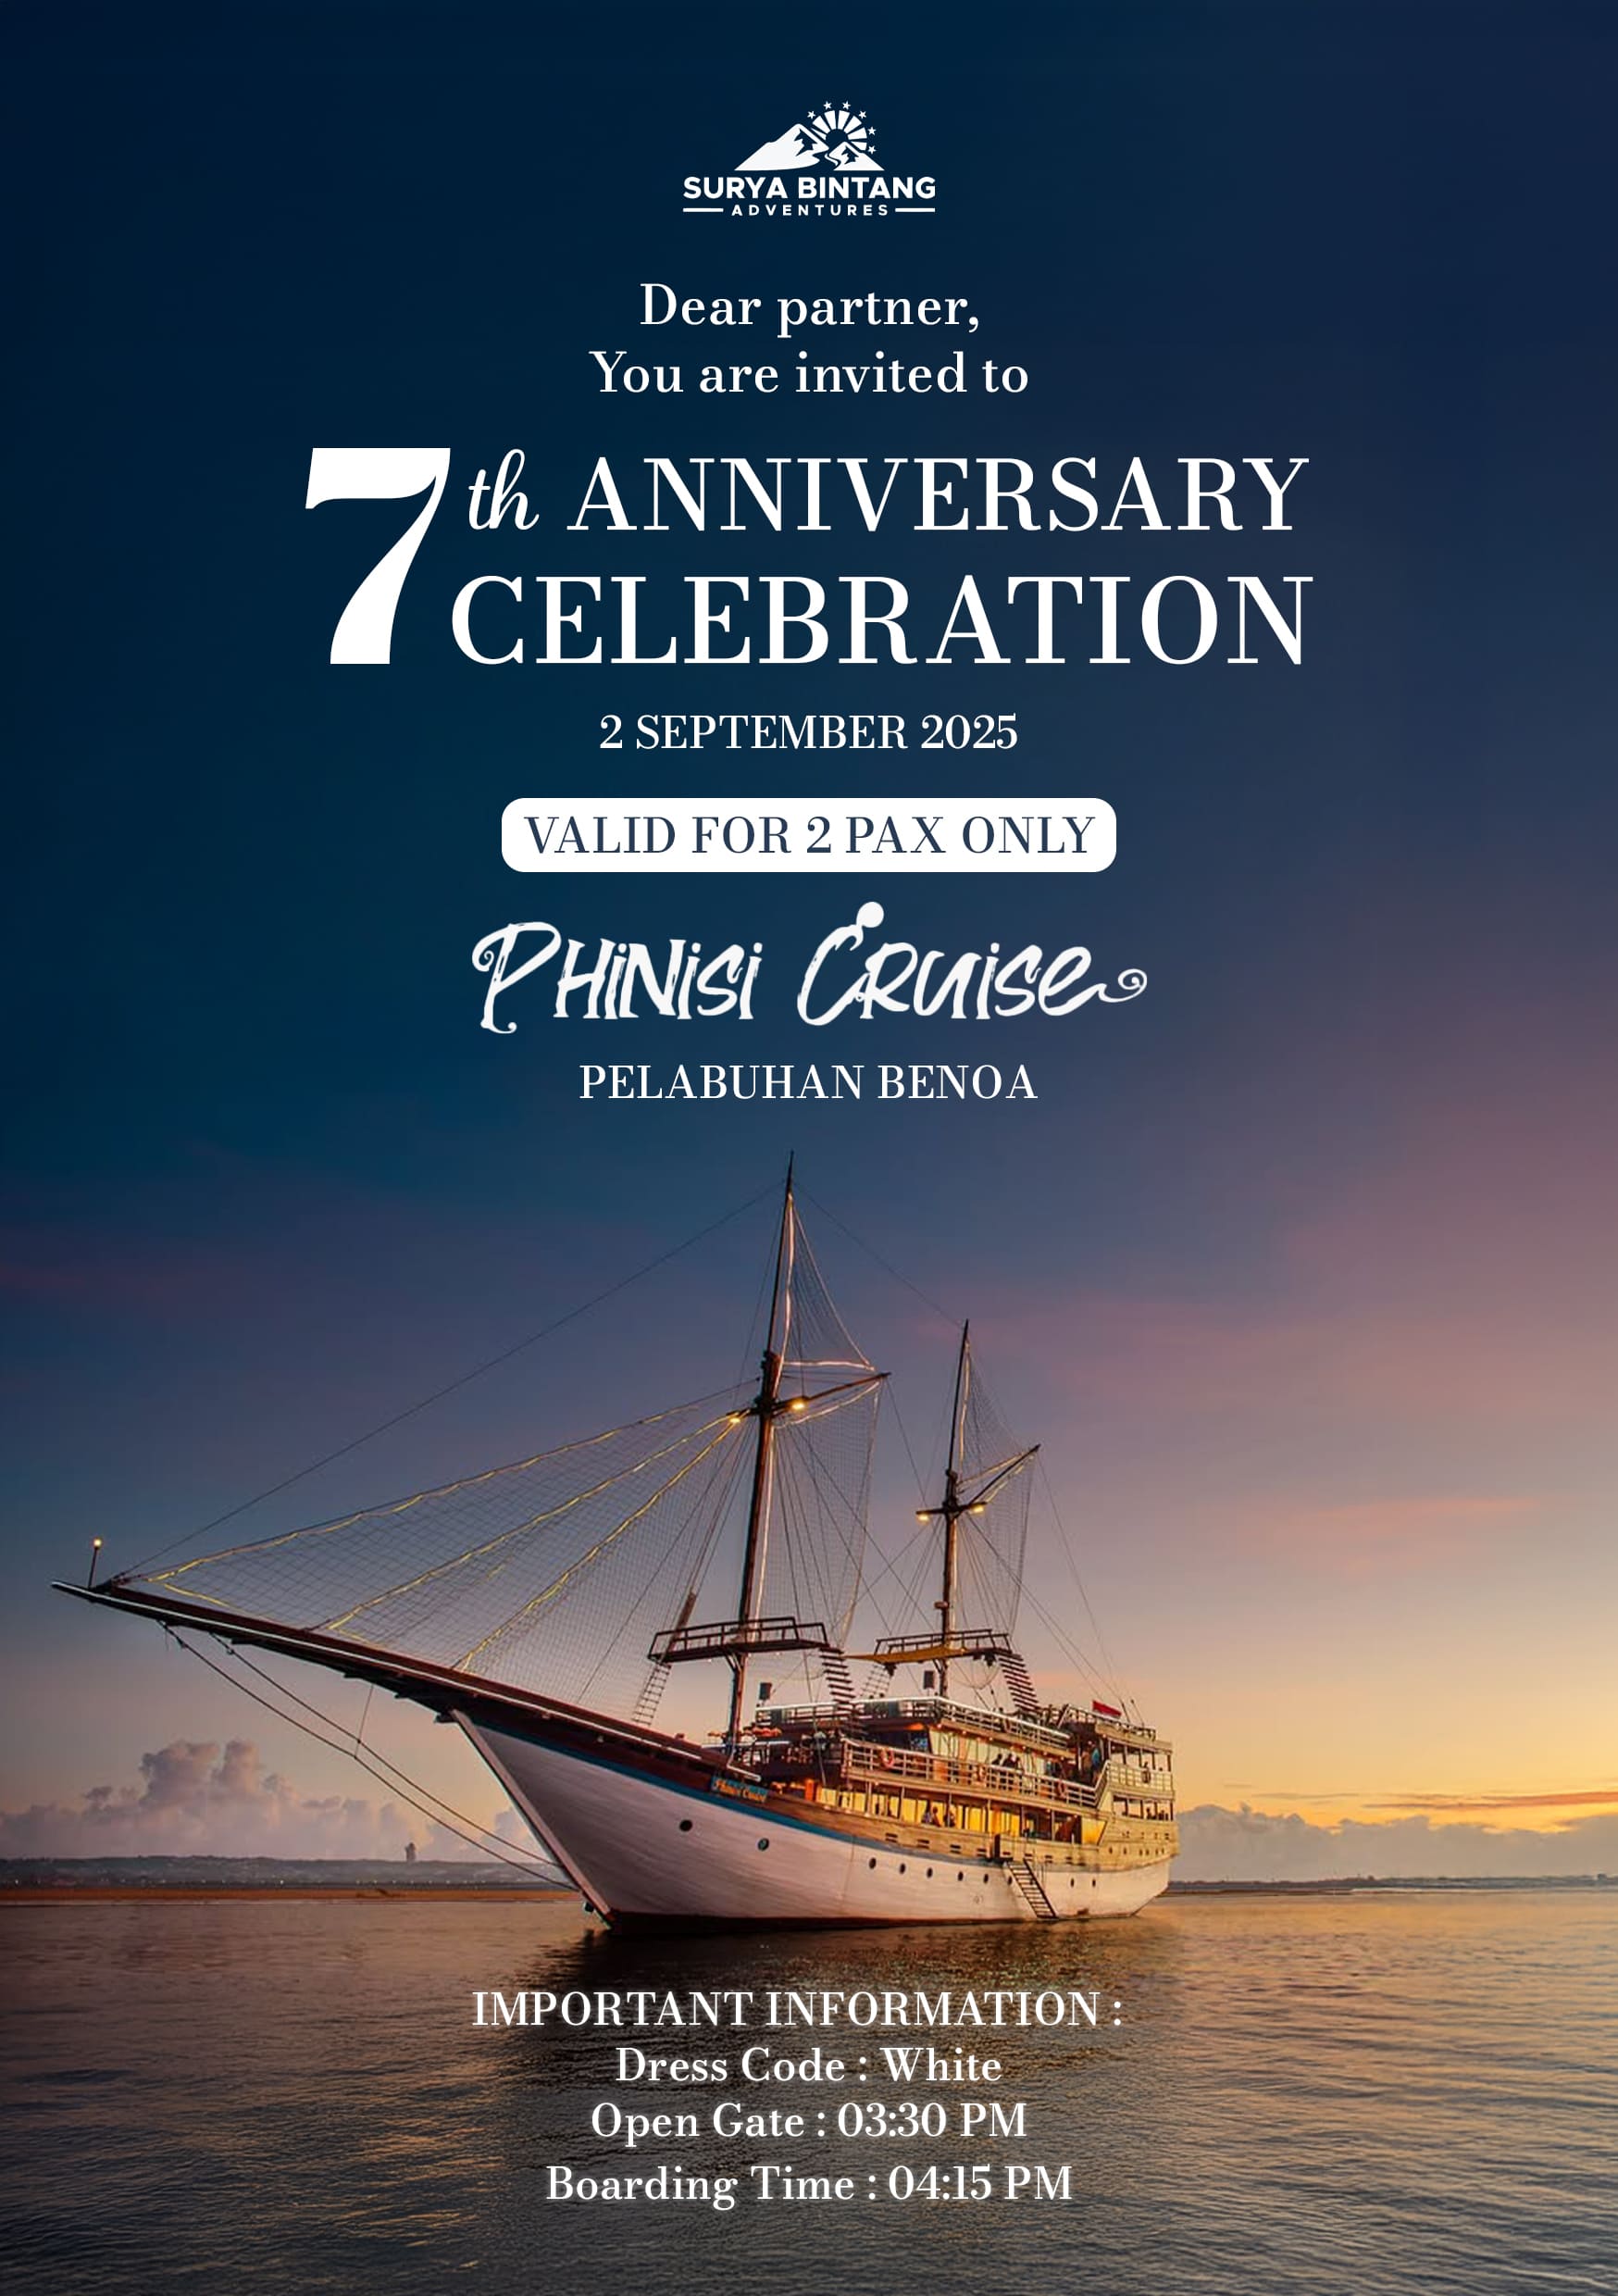 SURYA BINTANG
ADVENTURES
Dear partner,
You are invited to
7th ANNIVERSARY
CELEBRATION
2 SEPTEMBER 2025
VALID FOR 2 PAX ONLY
PHINISI CRUISE
PELABUHAN BENOA
IMPORTANT INFORMATION :
Dress Code : White
Open Gate : 03:30 PM
Boarding Time : 04:15 PM